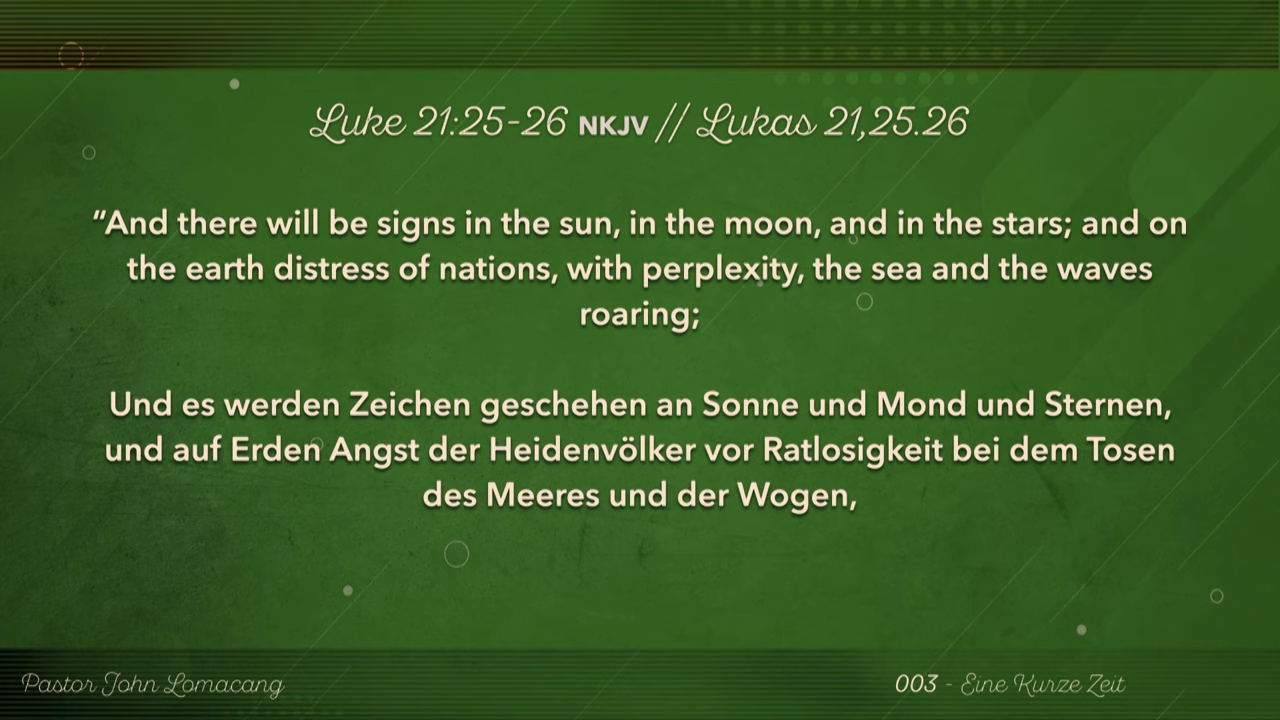 Luke 21:25-26 NKJV // Lukas 21,25.26
“And there will be signs in the sun, in the moon, and in the stars; and on
the earth distress of nations, with perplexity, the sea and the waves
roaring;
Und es werden Zeichen geschehen an Sonne und Mond und Sternen,
und auf Erden Angst der Heidenvölker vor Ratlosigkeit bei dem Tosen
des Meeres und der Wogen,
Pastor John Lomacang
003 - Eine Kurze Zeit